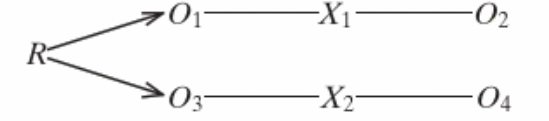 O₁ X₁ O₂
R
O₃ X₂ O₄